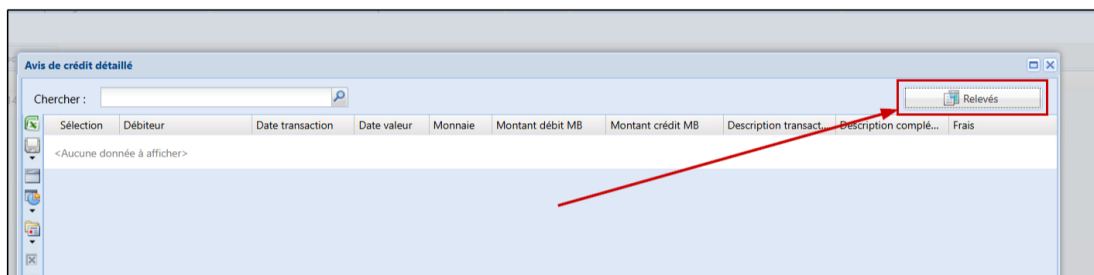 Avis de crédit détaillé
Chercher :
Relevés
Sélection Débiteur Date transaction Date valeur Monnaie Montant débit MB Montant crédit MB Description transact... Description complé... Frais
<Aucune donnée à afficher>